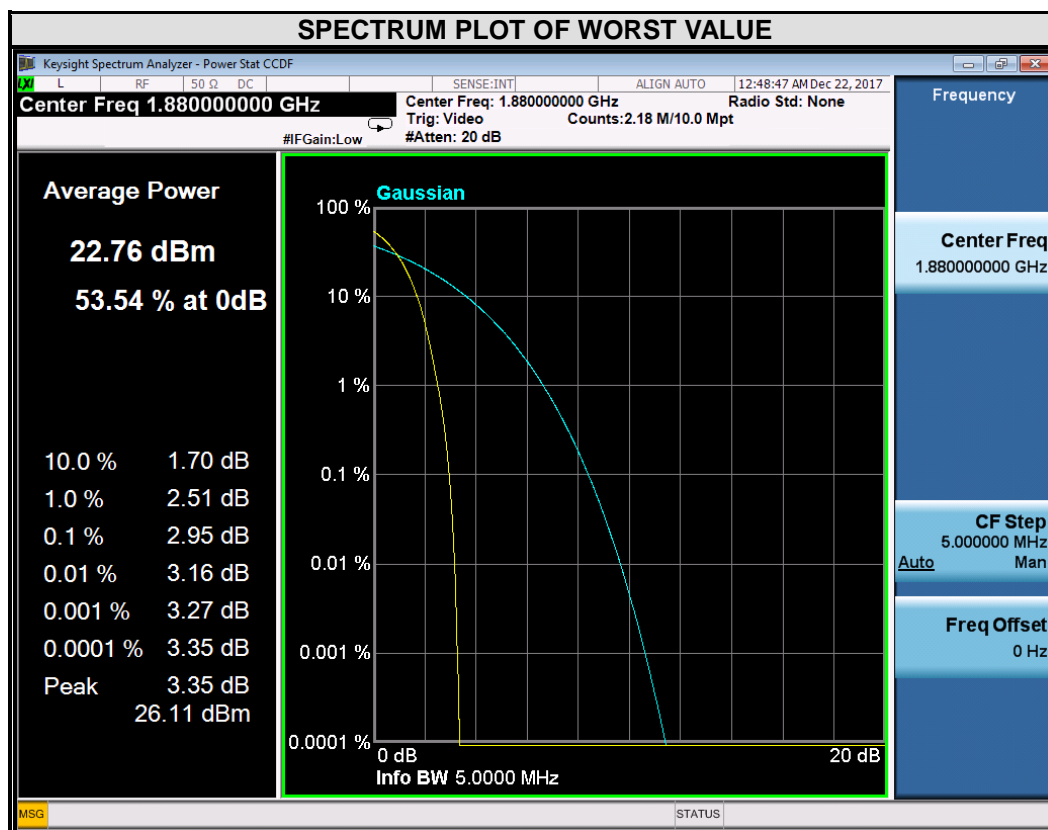 SPECTRUM PLOT OF WORST VALUE
Keysight Spectrum Analyzer - Power Stat CCDF
LXI L RF 50 Ω DC SENSE:INT ALIGN AUTO 12:48:47 AM Dec 22, 2017
Center Freq 1.880000000 GHz
#IFGain:Low
Center Freq: 1.880000000 GHz Radio Std: None
Trig: Video Counts:2.18 M/10.0 Mpt
#Atten: 20 dB
Average Power
22.76 dBm
53.54 % at 0dB
10.0 % 1.70 dB
1.0 % 2.51 dB
0.1 % 2.95 dB
0.01 % 3.16 dB
0.001 % 3.27 dB
0.0001 % 3.35 dB
Peak 3.35 dB
26.11 dBm
Gaussian
100 %
10 %
1 %
0.1 %
0.01 %
0.001 %
0.0001 %
0 dB 20 dB
Info BW 5.0000 MHz
Frequency
Center Freq
1.880000000 GHz
CF Step
5.000000 MHz
Auto Man
Freq Offset
0 Hz
MSG STATUS